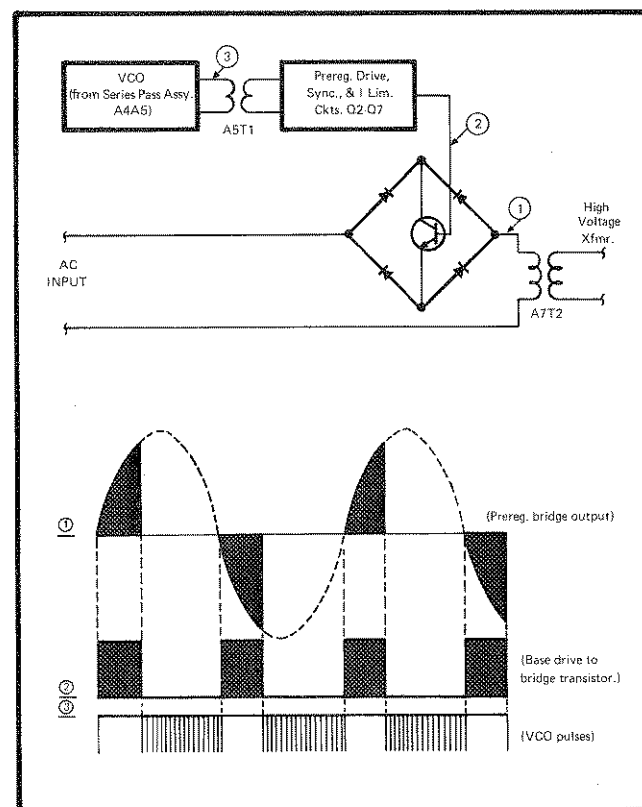 ③
VCO
(from Series Pass Assy.
A4A5)
A5T1
Prereg. Drive,
Sync., & I Lim.
Ckts. Q2-Q7
②
①
High
Voltage
Xfmr.
AC
INPUT
A7T2
①
(Prereg. bridge output)
(Base drive to
bridge transistor.)
②
③
(VCO pulses)